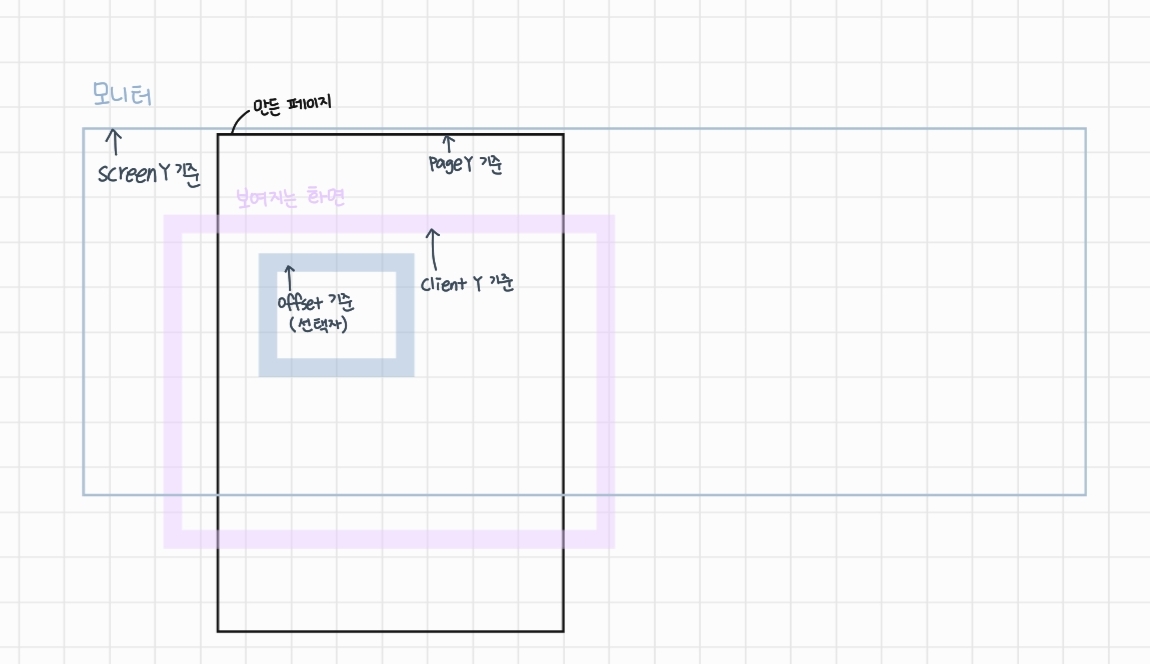 모니터
만든 페이지
PageY 기준
ScreenY 기준
보여지는 화면
Client Y 기준
offset 기준
(선택자)